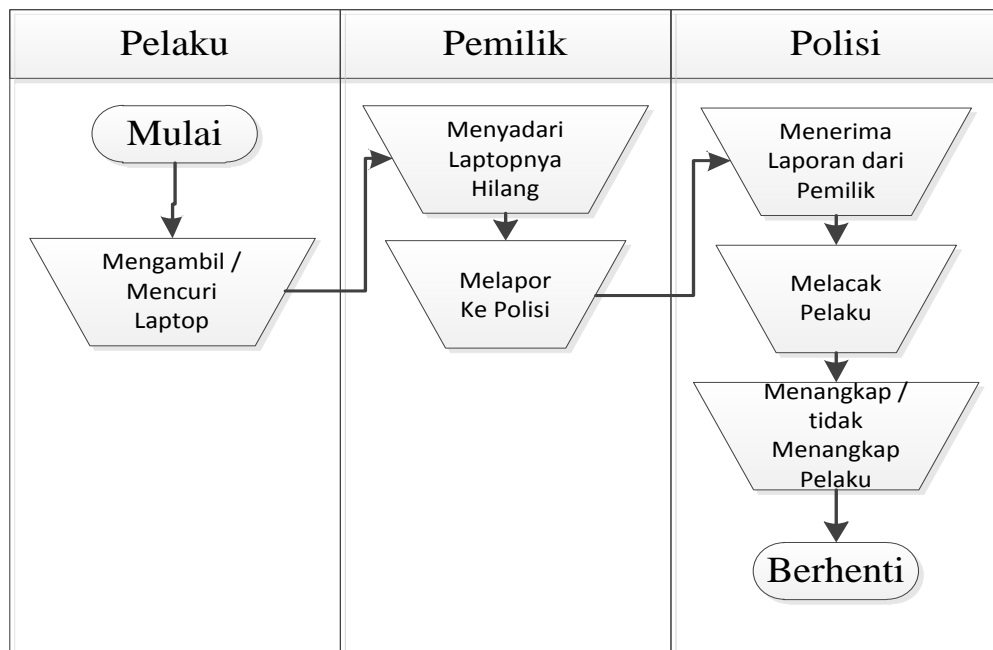 Pelaku
Pemilik
Polisi
Mulai
Mengambil /
Mencuri
Laptop
Menyadari
Laptopnya
Hilang
Melapor
Ke Polisi
Menerima
Laporan dari
Pemilik
Melacak
Pelaku
Menangkap /
tidak
Menangkap
Pelaku
Berhenti